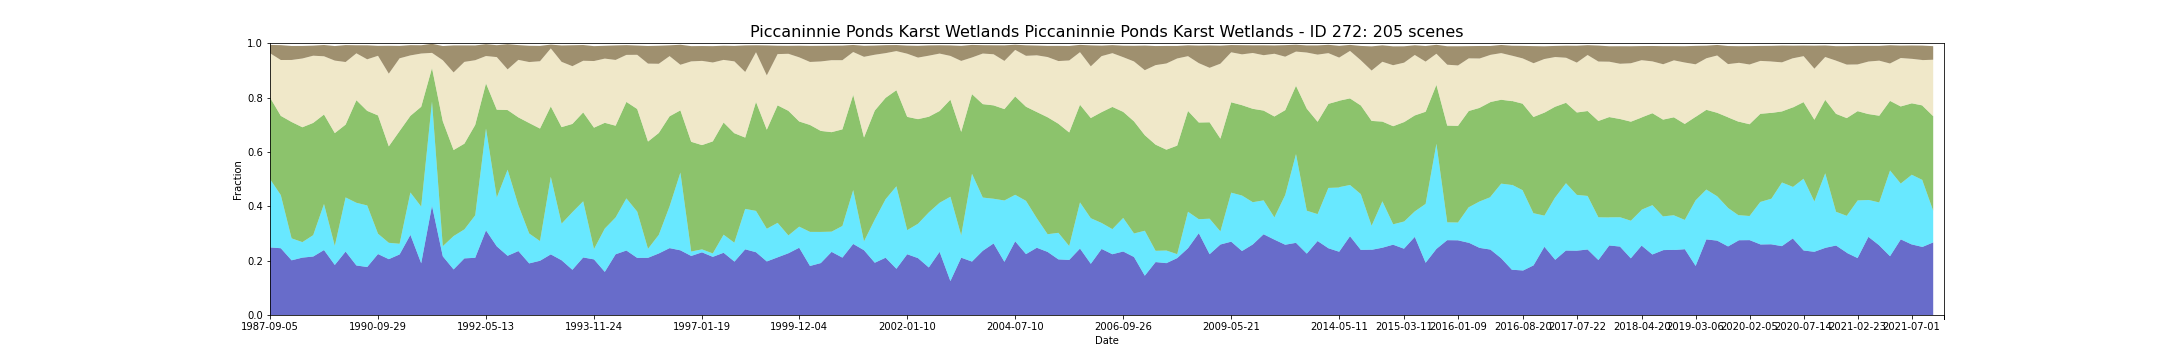 Piccaninnie Ponds Karst Wetlands Piccaninnie Ponds Karst Wetlands - ID 272: 205 scenes
1.0
0.8
0.6
0.4
0.2
0.0
Fraction
1987-09-05 1990-09-29 1992-05-13 1993-11-24 1997-01-19 1999-12-04 2002-01-10 2004-07-10 2006-09-26 2009-05-21 2014-05-11 2015-03-11 2016-01-09 2016-08-20 2017-07-22 2018-04-20 2019-03-06 2020-02-05 2020-07-14 2021-02-23 2021-07-01
Date